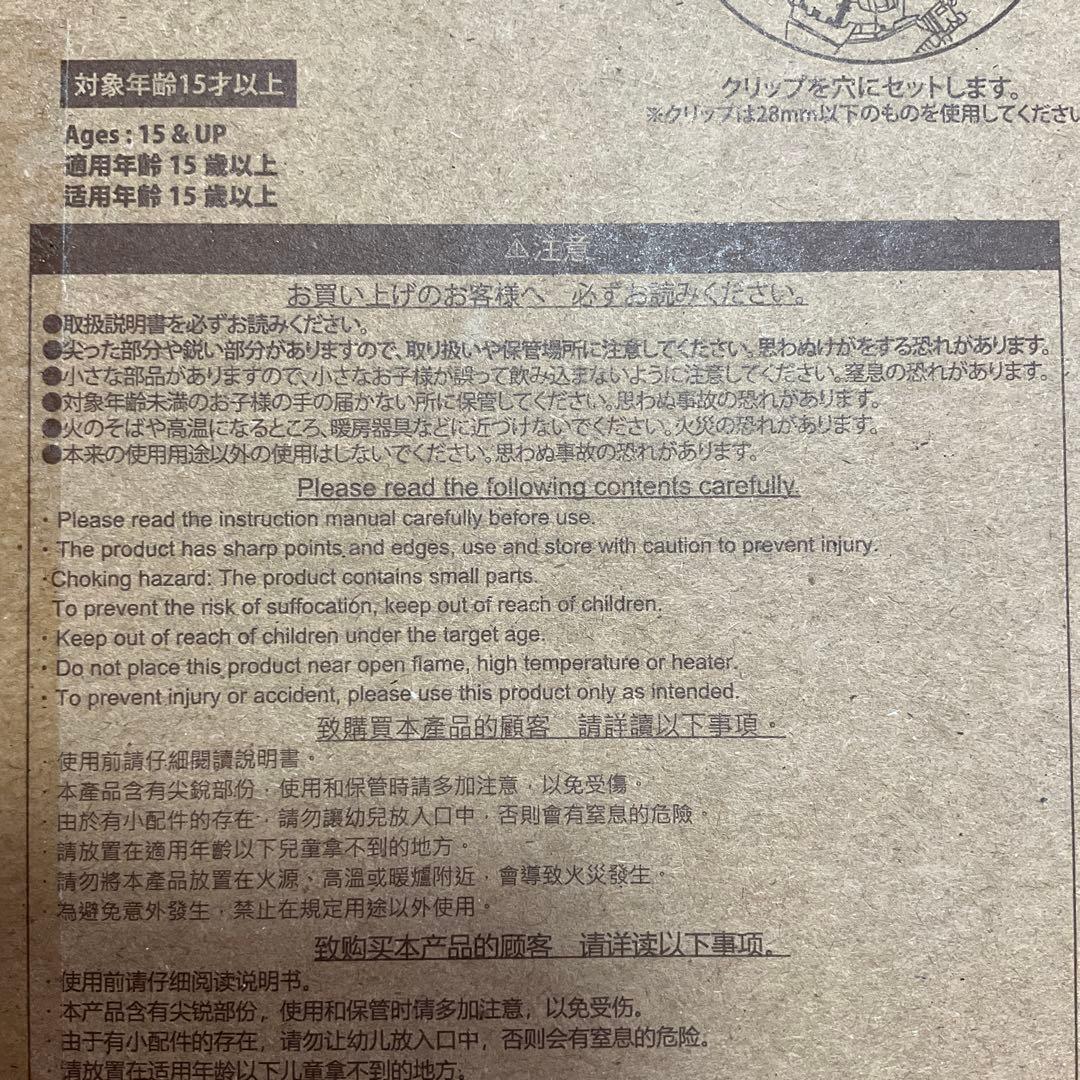 対象年齢15才以上
Ages : 15 & UP
適用年齡 15 歲以上
适用年齢 15 歲以上
クリップを穴にセットします。
※クリップは28mm以下のものを使用してください
⚠注意
お買い上げのお客様へ 必ずお読みください。
●取扱説明書を必ずお読みください。
●尖った部分や鋭い部分がありますので、取り扱いや保管場所に注意してください。思わぬけがをする恐れがあります。
●小さな部品がありますので、小さなお子様が誤って飲み込まないように注意してください。窒息の恐れがあります。
●対象年齢未満のお子様の手の届かない所に保管してください。思わぬ事故の恐れがあります。
●火のそばや高温になるところ、暖房器具などに近づけないでください。火災の恐れがあります。
●本来の使用用途以外の使用はしないでください。思わぬ事故の恐れがあります。
Please read the following contents carefully.
・Please read the instruction manual carefully before use.
・The product has sharp points and edges, use and store with caution to prevent injury.
・Choking hazard: The product contains small parts.
To prevent the risk of suffocation, keep out of reach of children.
・Keep out of reach of children under the target age.
・Do not place this product near open flame, high temperature or heater.
・To prevent injury or accident, please use this product only as intended.
致購買本產品的顧客 請詳讀以下事項。
・使用前請仔細閱讀說明書。
・本產品含有尖銳部份，使用和保管時請多加注意，以免受傷。
・由於有小配件的存在，請勿讓幼兒放入口中，否則會有窒息的危險。
・請放置在適用年齡以下兒童拿不到的地方。
・請勿將本產品放置在火源、高溫或暖爐附近，會導致火災發生。
・為避免意外發生，禁止在規定用途以外使用。
致购买本产品的顾客 请详读以下事项。
・使用前请仔细阅读说明书。
・本产品含有尖锐部份，使用和保管时请多加注意，以免受伤。
・由于有小配件的存在，请勿让幼儿放入口中，否则会有窒息的危险。
・请放置在适用年龄以下儿童拿不到的地方。